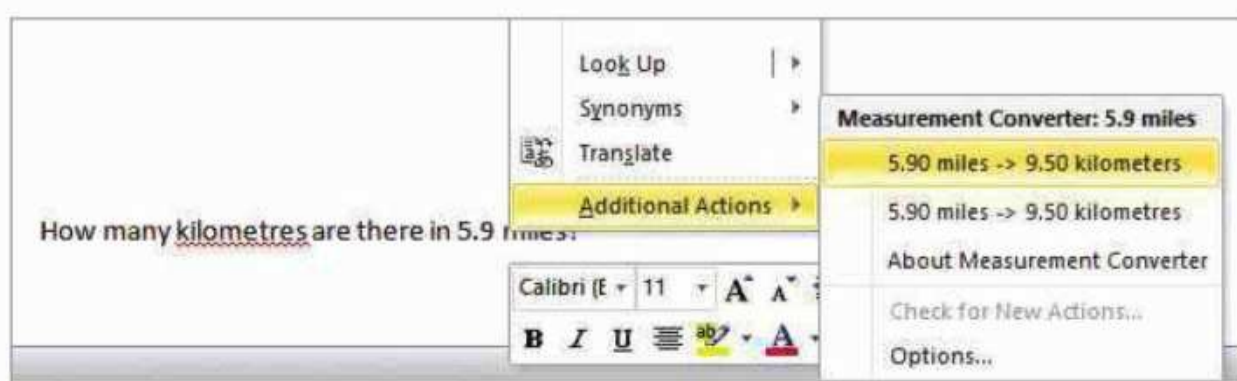 Look Up
Synonyms
Translate
Additional Actions
Measurement Converter: 5.9 miles
5.90 miles -> 9.50 kilometers
5.90 miles -> 9.50 kilometres
About Measurement Converter
Check for New Actions...
Options...
How many kilometres are there in 5.9 miles?
Calibri (E 11 A A
B I U ab A